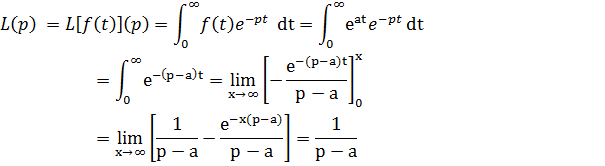 L(p) = L[f(t)](p) = ∫₀^∞ f(t)e^{-pt} dt = ∫₀^∞ e^{at} e^{-pt} dt
= ∫₀^∞ e^{-(p-a)t} = lim_{x→∞} [ - e^{-(p-a)t} / (p - a) ]₀^x
= lim_{x→∞} [ 1 / (p - a) - e^{-x(p-a)} / (p - a) ] = 1 / (p - a)